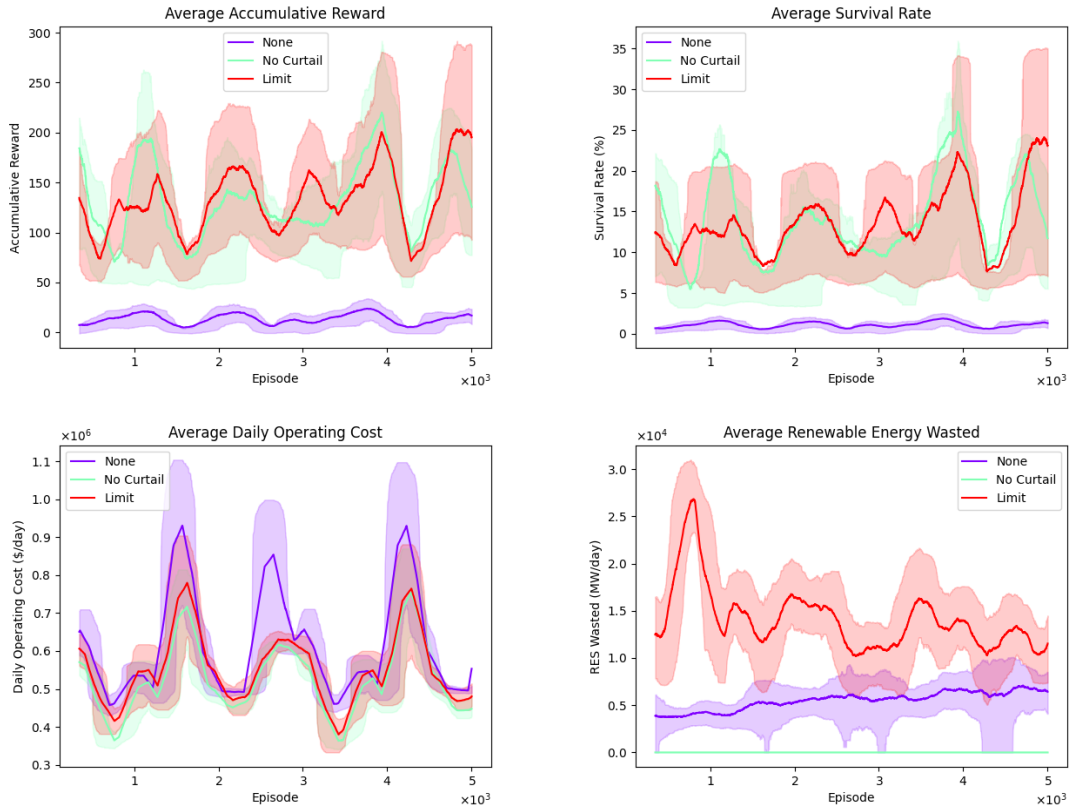 Average Accumulative Reward
300
250
200
150
100
50
0
Accumulative Reward
None
No Curtail
Limit
1
2
3
4
5
×10³
Episode
Average Survival Rate
35
30
25
20
15
10
5
0
Survival Rate (%)
None
No Curtail
Limit
1
2
3
4
5
×10³
Episode
×10⁶
Average Daily Operating Cost
1.1
1.0
0.9
0.8
0.7
0.6
0.5
0.4
0.3
Daily Operating Cost ($/day)
None
No Curtail
Limit
1
2
3
4
5
×10³
Episode
×10⁴
Average Renewable Energy Wasted
3.0
2.5
2.0
1.5
1.0
0.5
0.0
RES Wasted (MW/day)
None
No Curtail
Limit
1
2
3
4
5
×10³
Episode